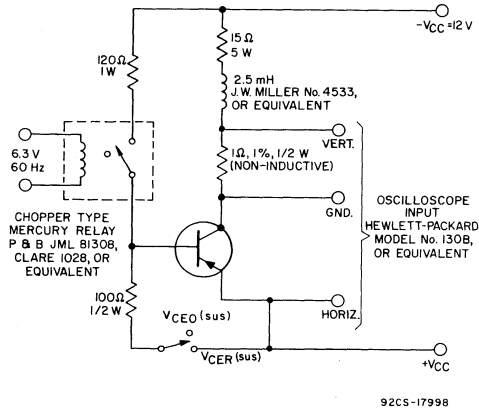 -VCC =12 V
15Ω
5 W
120Ω
1W
2.5 mH
J.W. MILLER No. 4533,
OR EQUIVALENT
VERT.
6.3 V
60 Hz
1Ω, 1%, 1/2 W
(NON-INDUCTIVE)
GND.
OSCILLOSCOPE
INPUT
HEWLETT-PACKARD
MODEL No. 130B,
OR EQUIVALENT
CHOPPER TYPE
MERCURY RELAY
P & B JML 81308,
CLARE 1028, OR
EQUIVALENT
100Ω
1/2 W
VCEO (sus)
HORIZ.
VCER (sus)
+VCC
92CS-17998